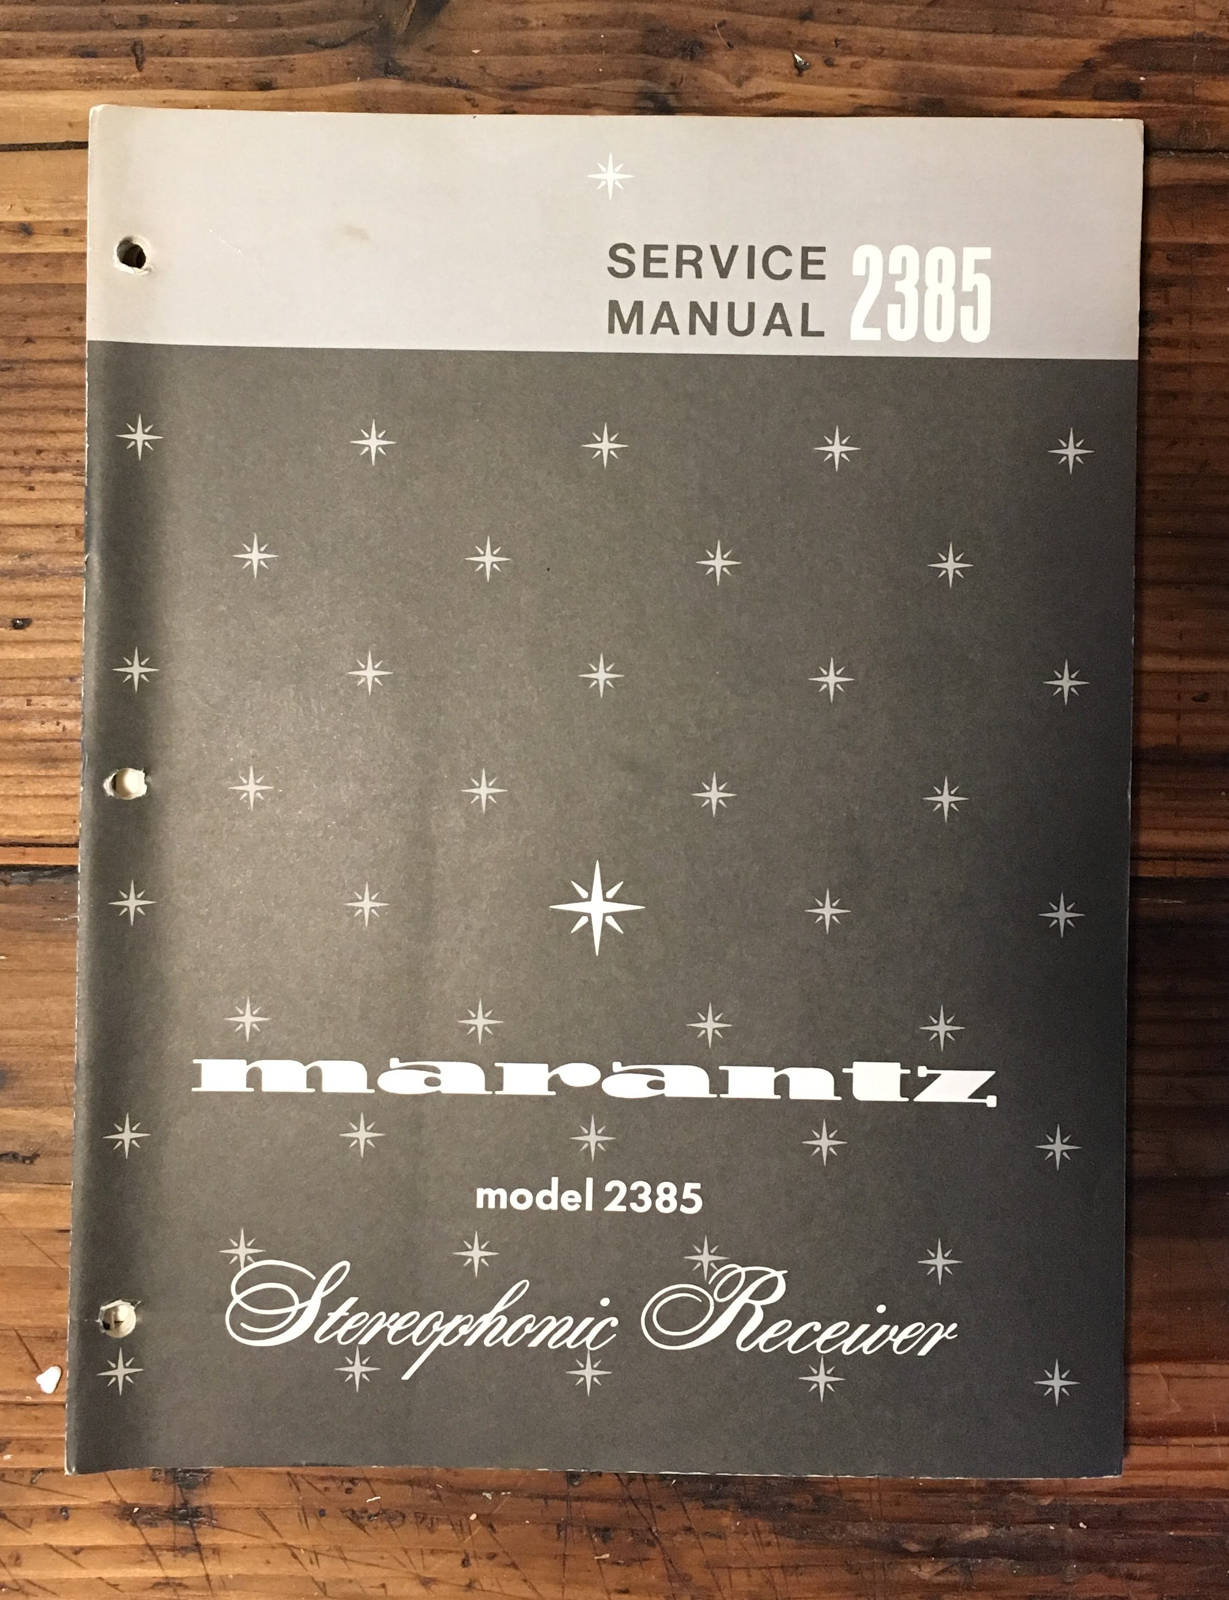 SERVICE 2385
MANUAL
marantz
model 2385
Stereophonic Receiver